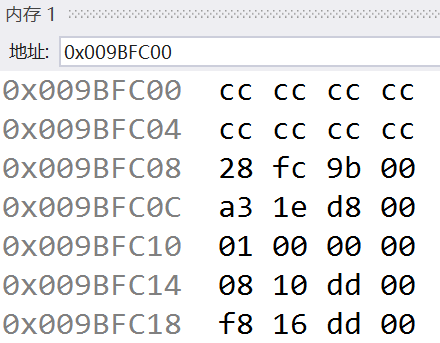 内存 1
地址: 0x009BFC00
0x009BFC00 cc cc cc cc
0x009BFC04 cc cc cc cc
0x009BFC08 28 fc 9b 00
0x009BFC0C a3 1e d8 00
0x009BFC10 01 00 00 00
0x009BFC14 08 10 dd 00
0x009BFC18 f8 16 dd 00